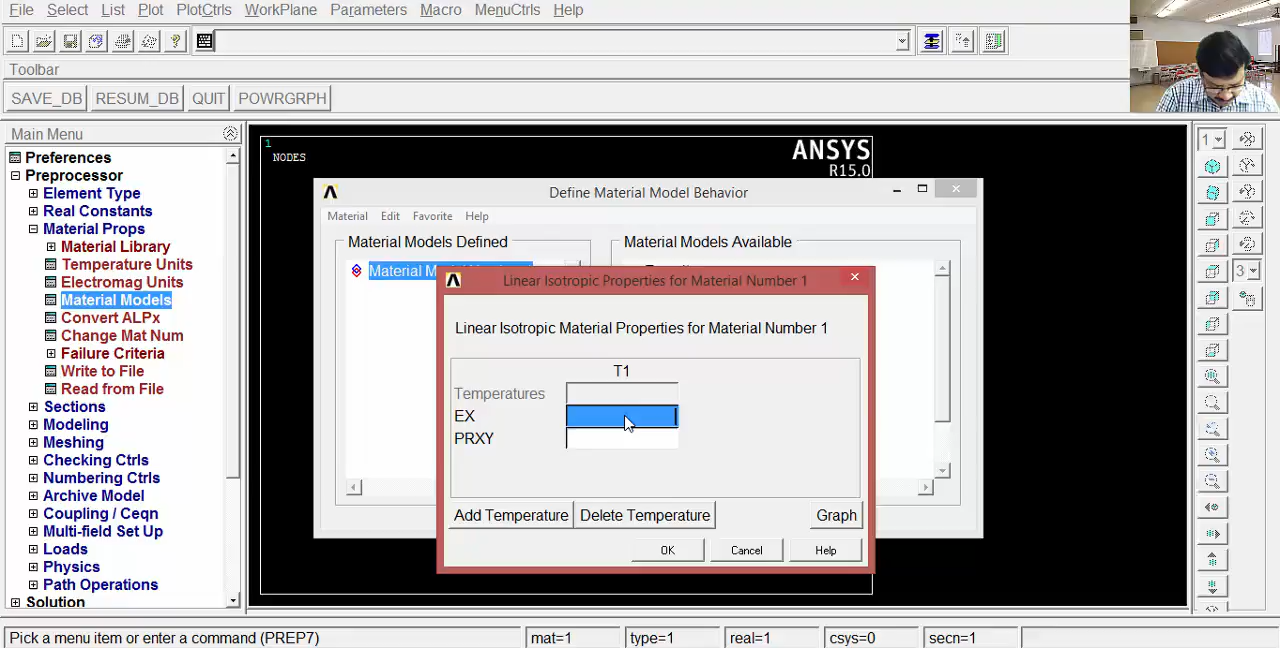 File Select List Plot PlotCtrls WorkPlane Parameters Macro MenuCtrls Help
Toolbar
SAVE_DB RESUM_DB QUIT POWRGRPH
Main Menu
Preferences
Preprocessor
Element Type
Real Constants
Material Props
Material Library
Temperature Units
Electromag Units
Material Models
Convert ALPx
Change Mat Num
Failure Criteria
Write to File
Read from File
Sections
Modeling
Meshing
Checking Ctrls
Numbering Ctrls
Archive Model
Coupling / Ceqn
Multi-field Set Up
Loads
Physics
Path Operations
Solution
1
NODES
ANSYS
R15.0
Define Material Model Behavior
Material Edit Favorite Help
Material Models Defined
Material Models Available
Linear Isotropic Properties for Material Number 1
Linear Isotropic Material Properties for Material Number 1
T1
Temperatures
EX
PRXY
Add Temperature Delete Temperature Graph
OK Cancel Help
1
3
Pick a menu item or enter a command (PREP7) mat=1 type=1 real=1 csys=0 secn=1